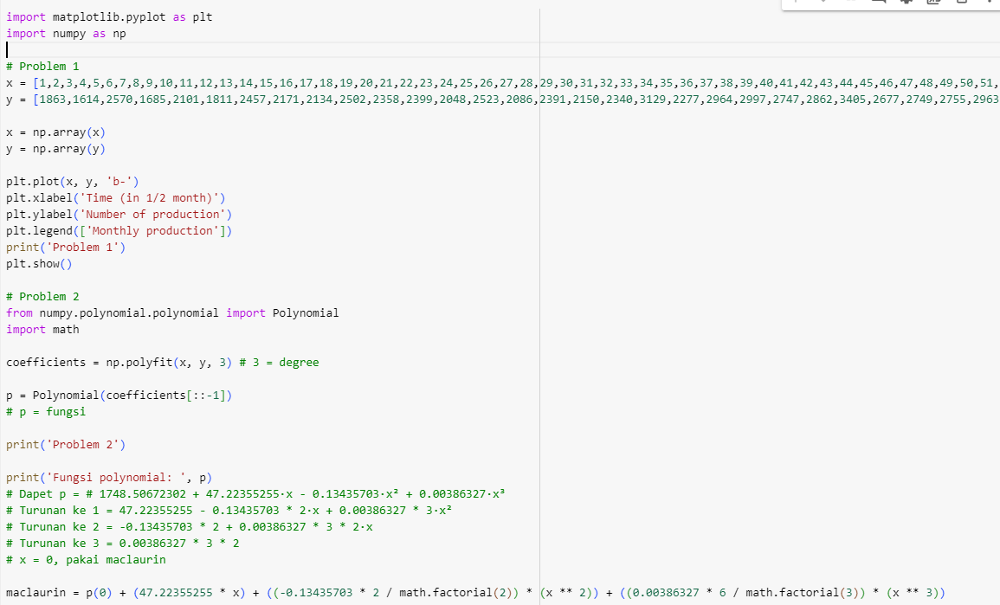 import matplotlib.pyplot as plt
import numpy as np
# Problem 1
x = [1,2,3,4,5,6,7,8,9,10,11,12,13,14,15,16,17,18,19,20,21,22,23,24,25,26,27,28,29,30,31,32,33,34,35,36,37,38,39,40,41,42,43,44,45,46,47,48,49,50,51,
y = [1863,1614,2570,1685,2101,1811,2457,2171,2134,2502,2358,2399,2048,2523,2086,2391,2150,2340,3129,2277,2964,2997,2747,2862,3405,2677,2749,2755,2963
x = np.array(x)
y = np.array(y)
plt.plot(x, y, 'b-')
plt.xlabel('Time (in 1/2 month)')
plt.ylabel('Number of production')
plt.legend(['Monthly production'])
print('Problem 1')
plt.show()
# Problem 2
from numpy.polynomial.polynomial import Polynomial
import math
coefficients = np.polyfit(x, y, 3) # 3 = degree
p = Polynomial(coefficients[::-1])
# p = fungsi
print('Problem 2')
print('Fungsi polynomial: ', p)
# Dapet p = # 1748.50672302 + 47.22355255·x - 0.13435703·x² + 0.00386327·x³
# Turunan ke 1 = 47.22355255 - 0.13435703 * 2·x + 0.00386327 * 3·x²
# Turunan ke 2 = -0.13435703 * 2 + 0.00386327 * 3 * 2·x
# Turunan ke 3 = 0.00386327 * 3 * 2
# x = 0, pakai maclaurin
maclaurin = p(0) + (47.22355255 * x) + ((-0.13435703 * 2 / math.factorial(2)) * (x ** 2)) + ((0.00386327 * 6 / math.factorial(3)) * (x ** 3))